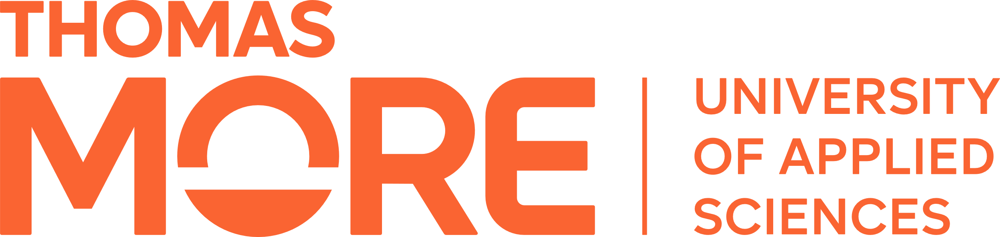 THOMAS
MORE
UNIVERSITY
OF APPLIED
SCIENCES